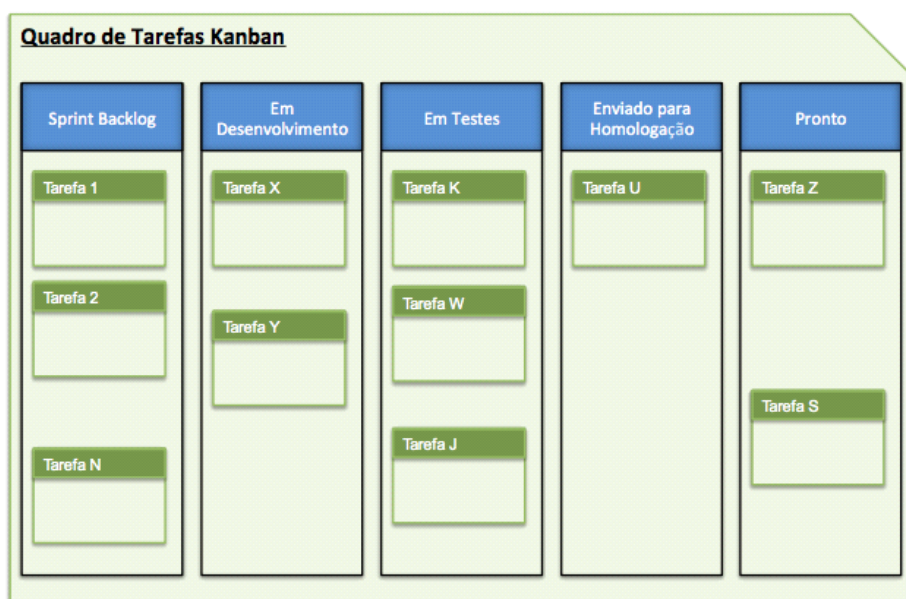 Quadro de Tarefas Kanban
Sprint Backlog
Tarefa 1
Tarefa 2
Tarefa N
Em
Desenvolvimento
Tarefa X
Tarefa Y
Em Testes
Tarefa K
Tarefa W
Tarefa J
Enviado para
Homologação
Tarefa U
Pronto
Tarefa Z
Tarefa S